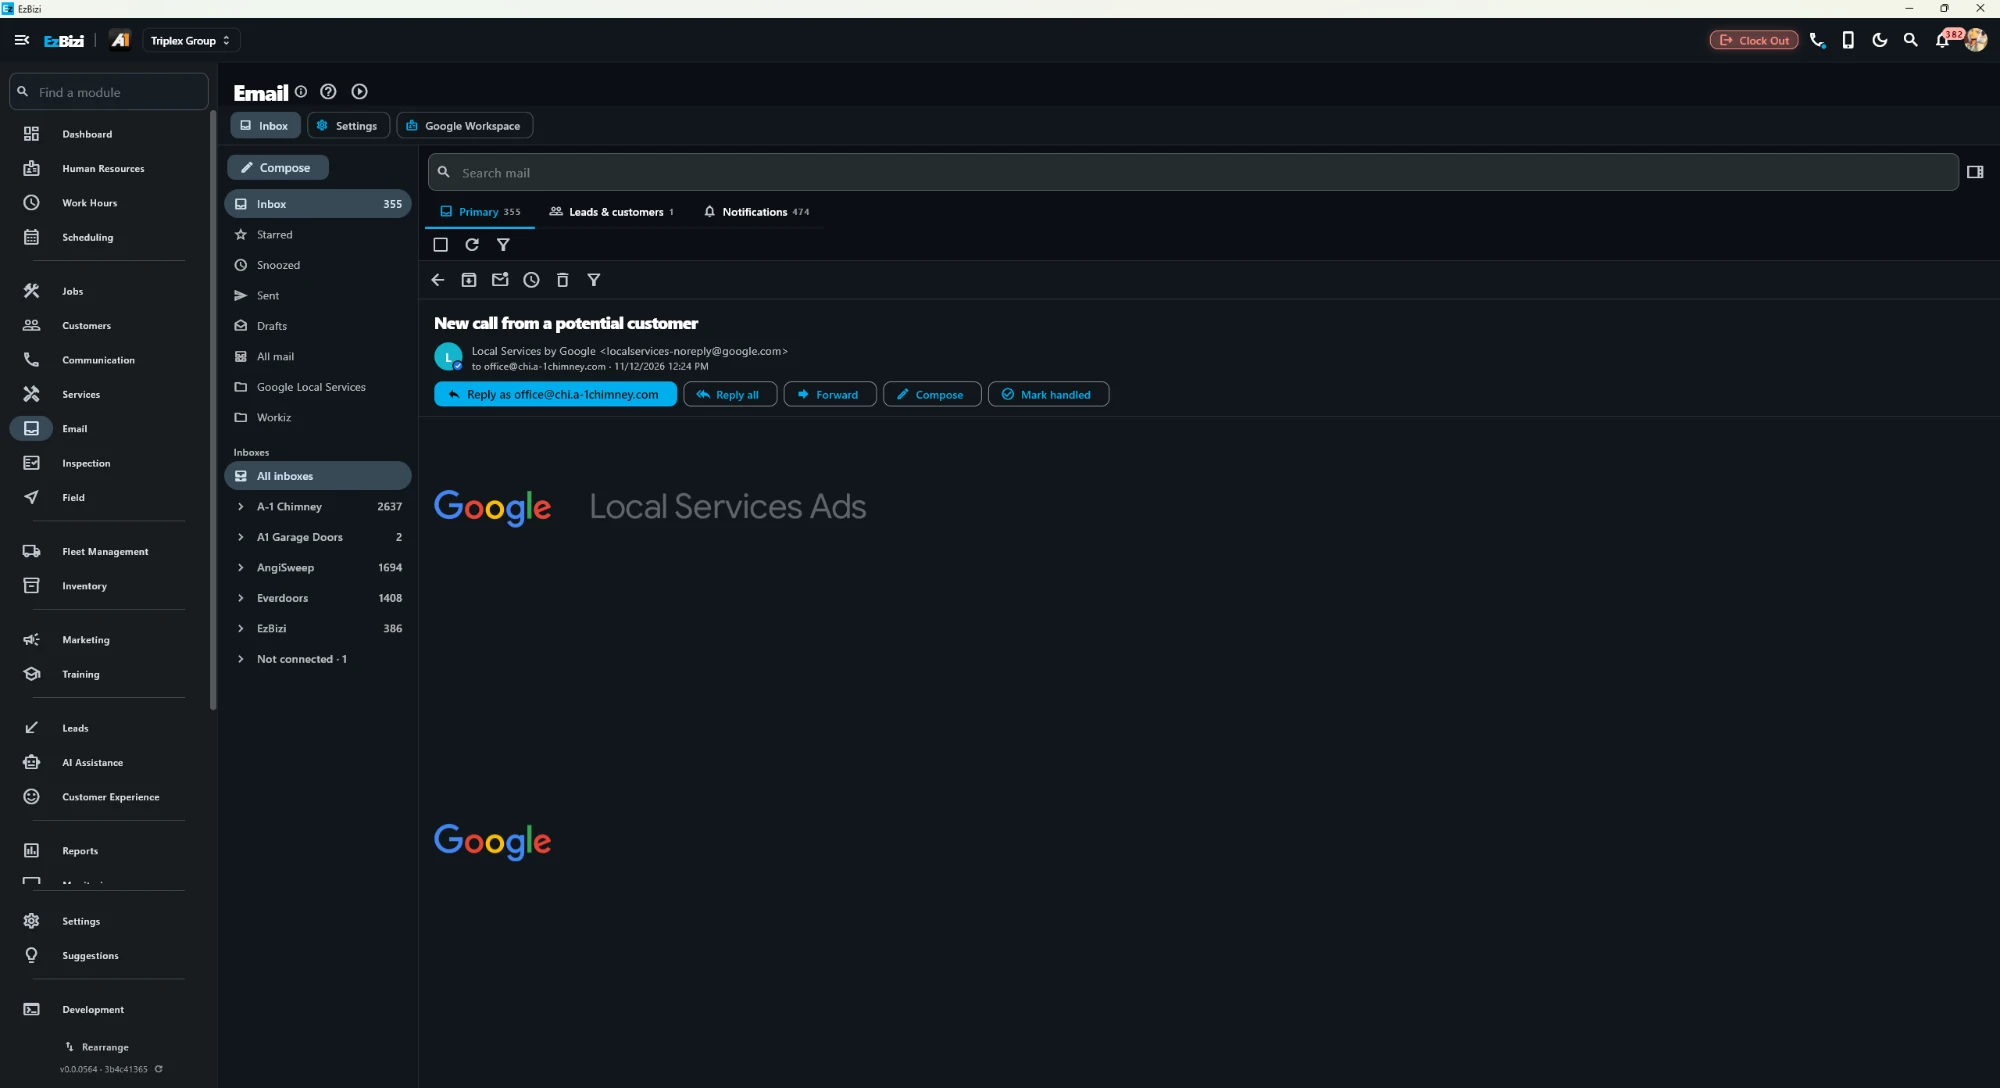 EzBizi
EzBizi
A1
Triplex Group
Clock Out
382
Find a module
Dashboard
Human Resources
Work Hours
Scheduling
Jobs
Customers
Communication
Services
Email
Inspection
Field
Fleet Management
Inventory
Marketing
Training
Leads
AI Assistance
Customer Experience
Reports
Settings
Suggestions
Development
Rearrange
v0.0.0564 - 3b4c41365
Email
Inbox
Settings
Google Workspace
Compose
Inbox 355
Starred
Snoozed
Sent
Drafts
All mail
Google Local Services
Workiz
Inboxes
All inboxes
A-1 Chimney 2637
A1 Garage Doors 2
AngiSweep 1694
Everdoors 1408
EzBizi 386
Not connected · 1
Search mail
Primary 355
Leads & customers 1
Notifications 474
New call from a potential customer
L
Local Services by Google <localservices-noreply@google.com>
to office@chi.a-1chimney.com · 11/12/2026 12:24 PM
Reply as office@chi.a-1chimney.com
Reply all
Forward
Compose
Mark handled
Google Local Services Ads
Google